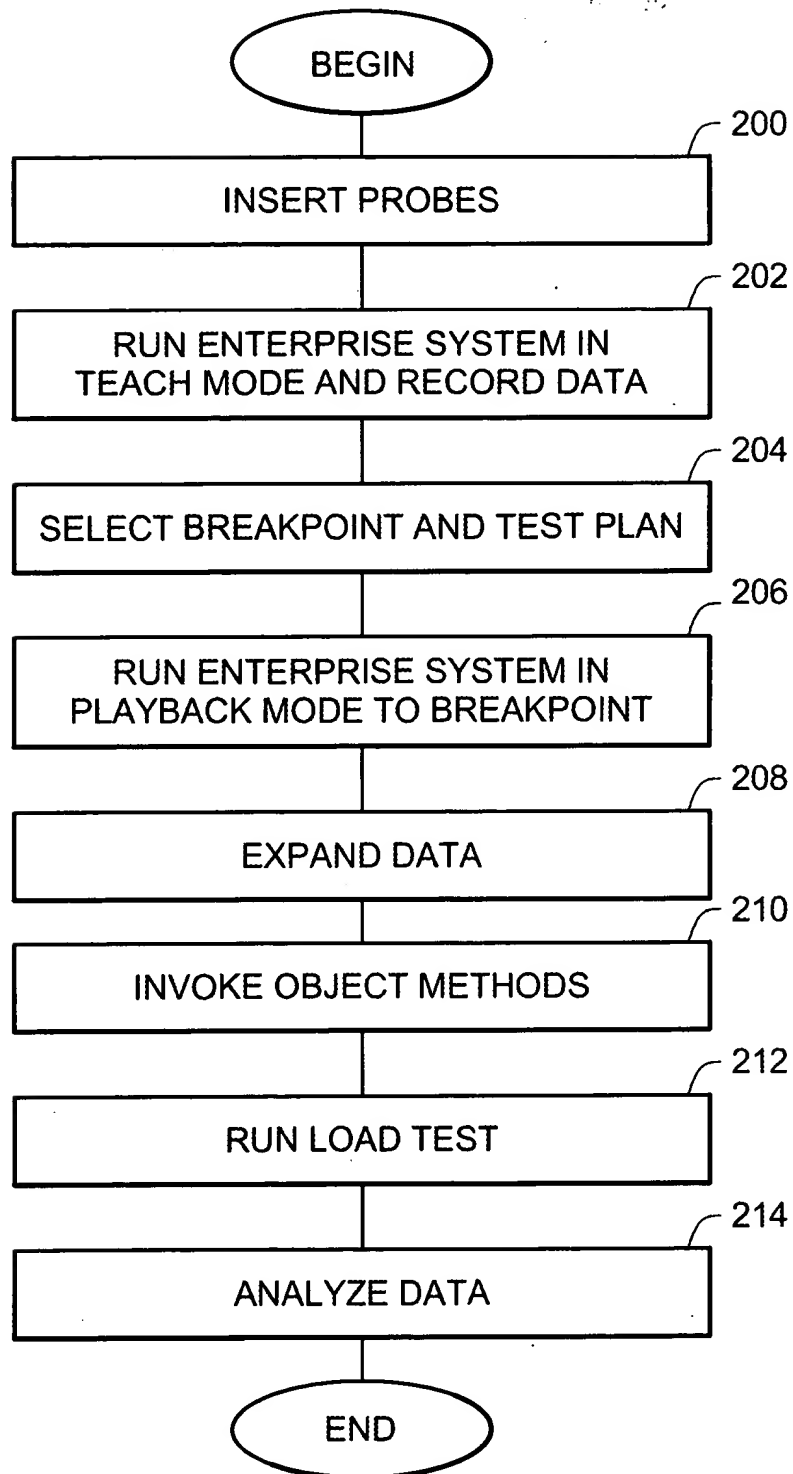 BEGIN
200
INSERT PROBES
202
RUN ENTERPRISE SYSTEM IN
TEACH MODE AND RECORD DATA
204
SELECT BREAKPOINT AND TEST PLAN
206
RUN ENTERPRISE SYSTEM IN
PLAYBACK MODE TO BREAKPOINT
208
EXPAND DATA
210
INVOKE OBJECT METHODS
212
RUN LOAD TEST
214
ANALYZE DATA
END